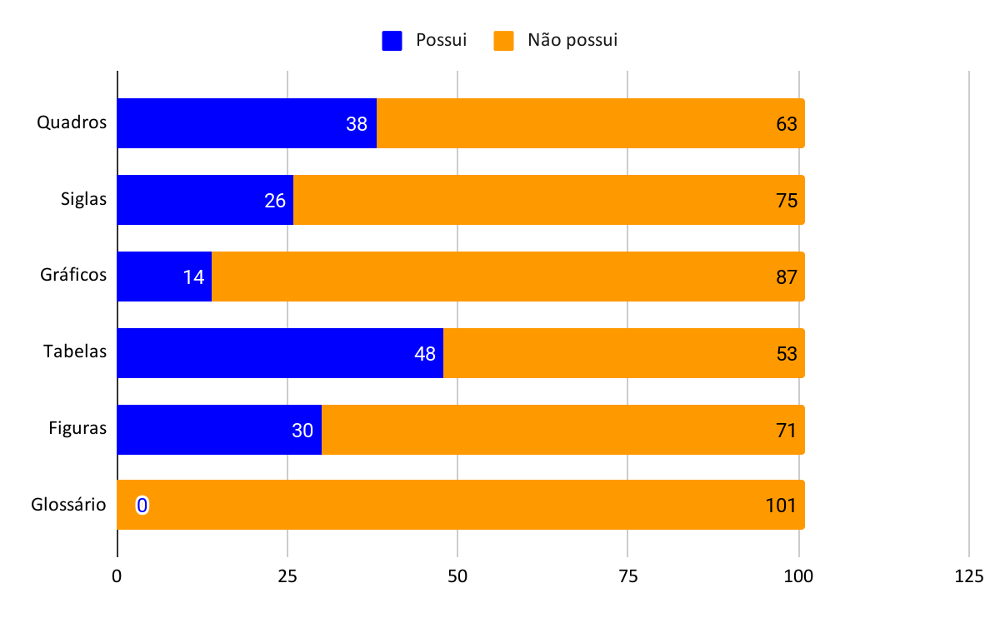 Possui Não possui
Quadros 38 63
Siglas 26 75
Gráficos 14 87
Tabelas 48 53
Figuras 30 71
Glossário 0 101
0 25 50 75 100 125